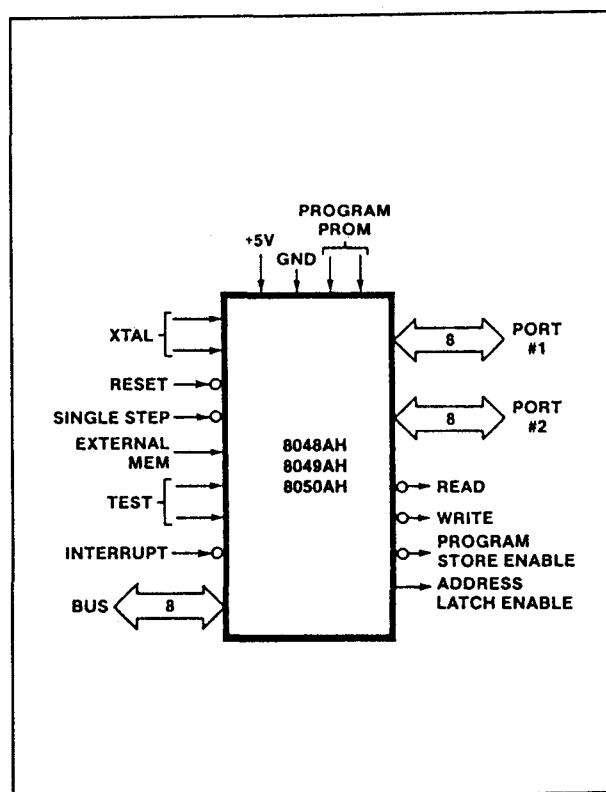 PROGRAM
PROM
+5V
GND
XTAL
RESET
SINGLE STEP
EXTERNAL
MEM
TEST
INTERRUPT
BUS
8
8048AH
8049AH
8050AH
8
PORT
#1
8
PORT
#2
READ
WRITE
PROGRAM
STORE ENABLE
ADDRESS
LATCH ENABLE